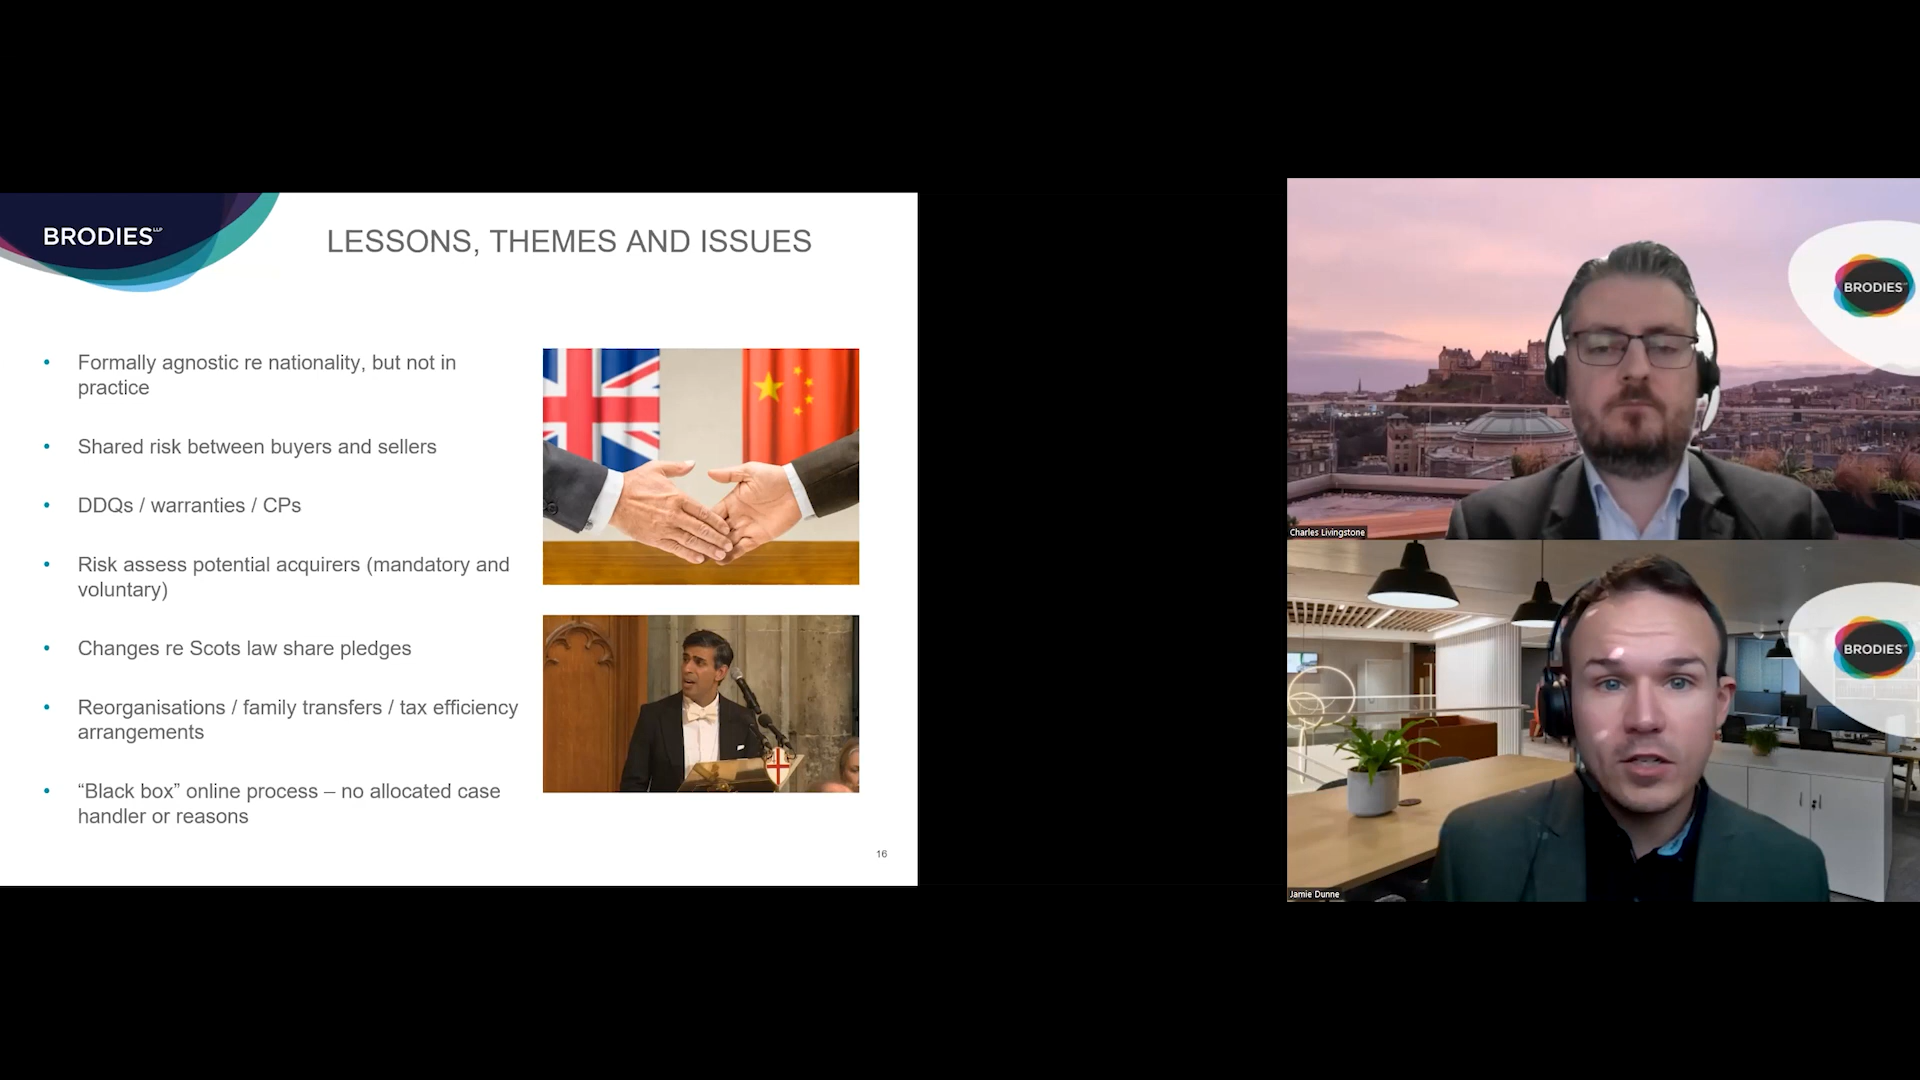 BRODIES LLP
LESSONS, THEMES AND ISSUES
• Formally agnostic re nationality, but not in
practice
• Shared risk between buyers and sellers
• DDQs / warranties / CPs
• Risk assess potential acquirers (mandatory and
voluntary)
• Changes re Scots law share pledges
• Reorganisations / family transfers / tax efficiency
arrangements
• “Black box” online process – no allocated case
handler or reasons
16
BRODIES LLP
Charles Livingstone
BRODIES LLP
Jamie Dunne